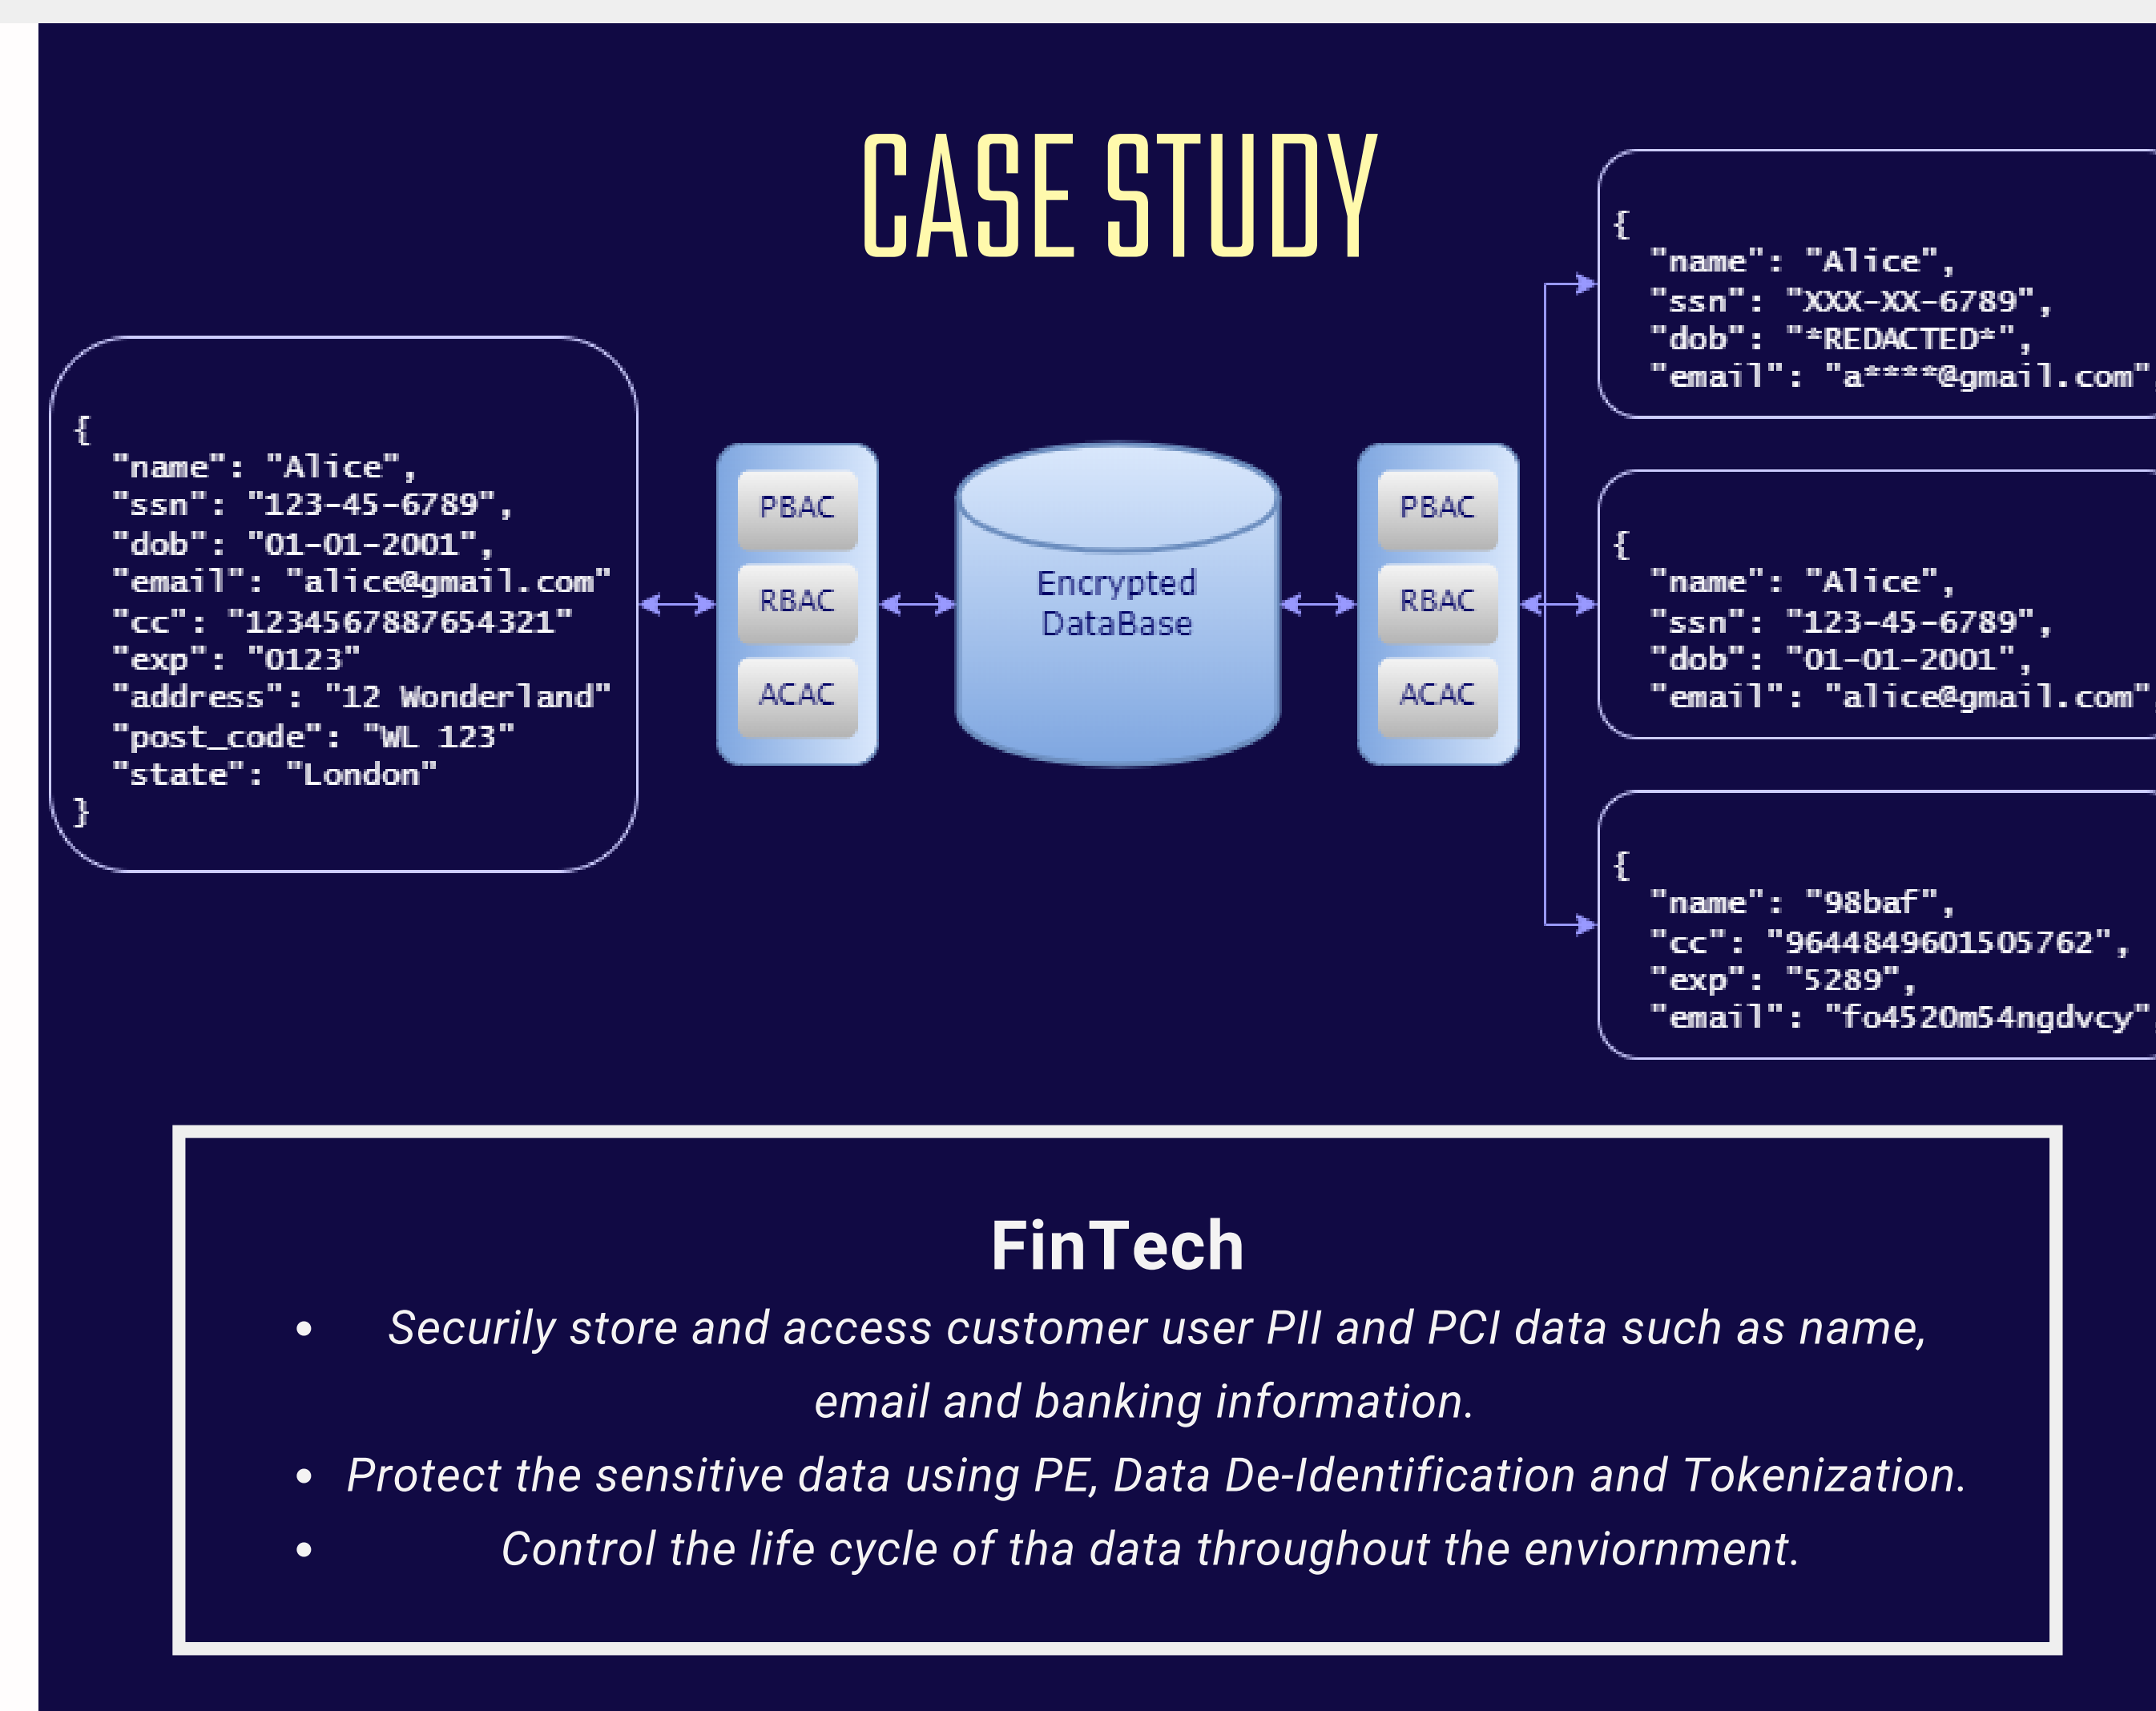 CASE STUDY
{
"name": "Alice",
"ssn": "123-45-6789",
"dob": "01-01-2001",
"email": "alice@gmail.com"
"cc": "1234567887654321"
"exp": "0123"
"address": "12 Wonderland"
"post_code": "WL 123"
"state": "London"
}
PBAC
RBAC
ACAC
Encrypted
DataBase
PBAC
RBAC
ACAC
{
"name": "Alice",
"ssn": "XXX-XX-6789",
"dob": "*REDACTED*",
"email": "a****@gmail.com",
{
"name": "Alice",
"ssn": "123-45-6789",
"dob": "01-01-2001",
"email": "alice@gmail.com",
{
"name": "98baf",
"cc": "9644849601505762",
"exp": "5289",
"email": "fo4520m54ngdvcy",
FinTech
• Securily store and access customer user PII and PCI data such as name,
email and banking information.
• Protect the sensitive data using PE, Data De-Identification and Tokenization.
• Control the life cycle of tha data throughout the enviornment.